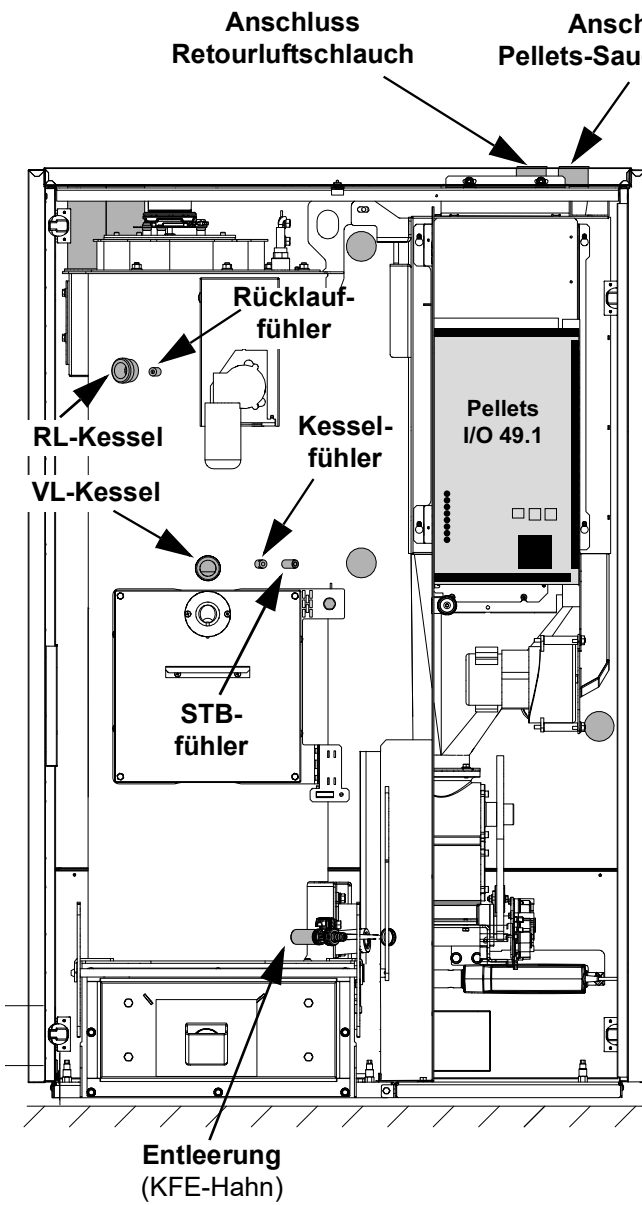 Anschluss
Retourluftschlauch
Ansch
Pellets-Sau
Rücklauf-
fühler
RL-Kessel
Kessel-
fühler
VL-Kessel
Pellets
I/O 49.1
STB-
fühler
Entleerung
(KFE-Hahn)